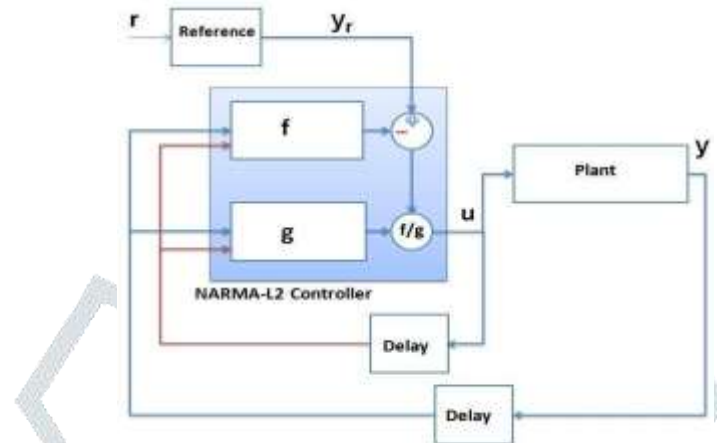 r
Reference
yr
f
---
Plant
y
g
f/g
u
NARMA-L2 Controller
Delay
Delay